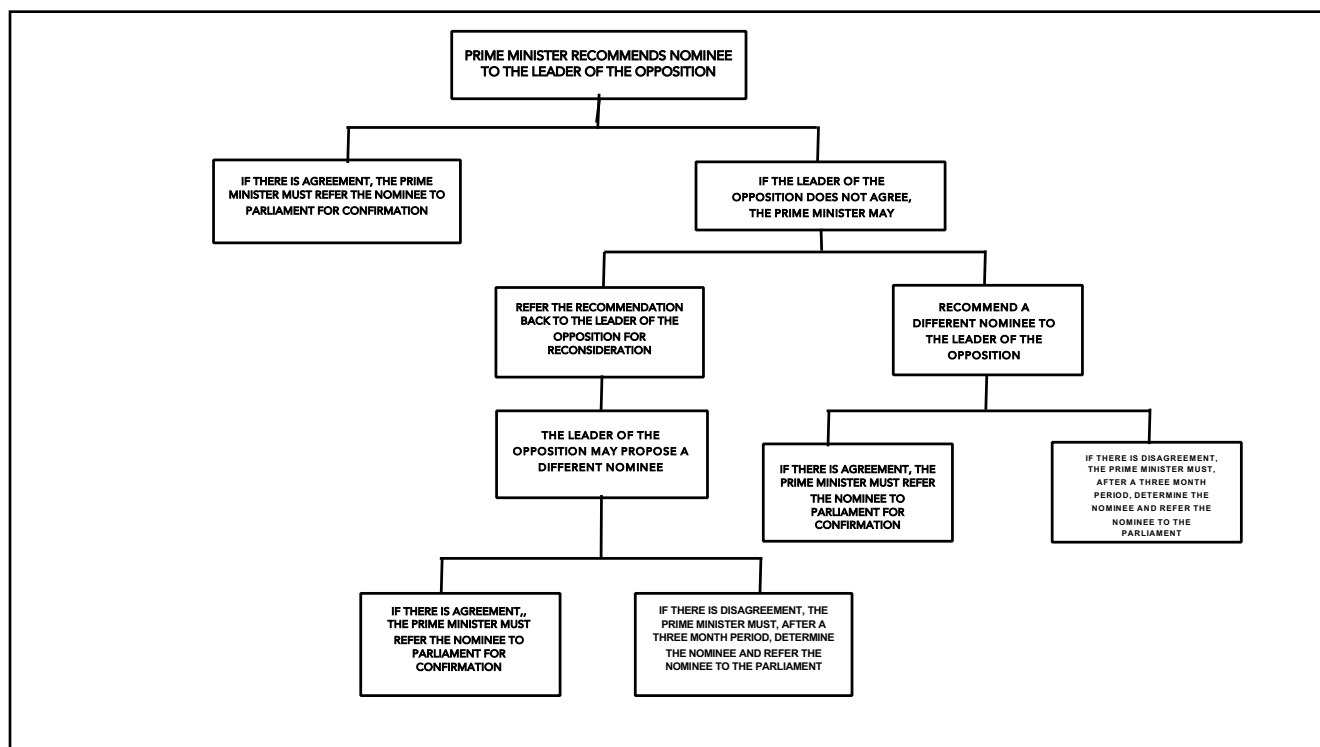 PRIME MINISTER RECOMMENDS NOMINEE
TO THE LEADER OF THE OPPOSITION
IF THERE IS AGREEMENT, THE PRIME
MINISTER MUST REFER THE NOMINEE TO
PARLIAMENT FOR CONFIRMATION
IF THE LEADER OF THE
OPPOSITION DOES NOT AGREE,
THE PRIME MINISTER MAY
REFER THE RECOMMENDATION
BACK TO THE LEADER OF THE
OPPOSITION FOR
RECONSIDERATION
RECOMMEND A
DIFFERENT NOMINEE TO
THE LEADER OF THE
OPPOSITION
THE LEADER OF THE
OPPOSITION MAY PROPOSE A
DIFFERENT NOMINEE
IF THERE IS AGREEMENT, THE
PRIME MINISTER MUST REFER
THE NOMINEE TO
PARLIAMENT FOR
CONFIRMATION
IF THERE IS DISAGREEMENT,
THE PRIME MINISTER MUST,
AFTER A THREE MONTH
PERIOD, DETERMINE THE
NOMINEE AND REFER THE
NOMINEE TO THE
PARLIAMENT
IF THERE IS AGREEMENT,,
THE PRIME MINISTER MUST
REFER THE NOMINEE TO
PARLIAMENT FOR
CONFIRMATION
IF THERE IS DISAGREEMENT, THE
PRIME MINISTER MUST, AFTER A
THREE MONTH PERIOD, DETERMINE
THE NOMINEE AND REFER THE
NOMINEE TO THE PARLIAMENT